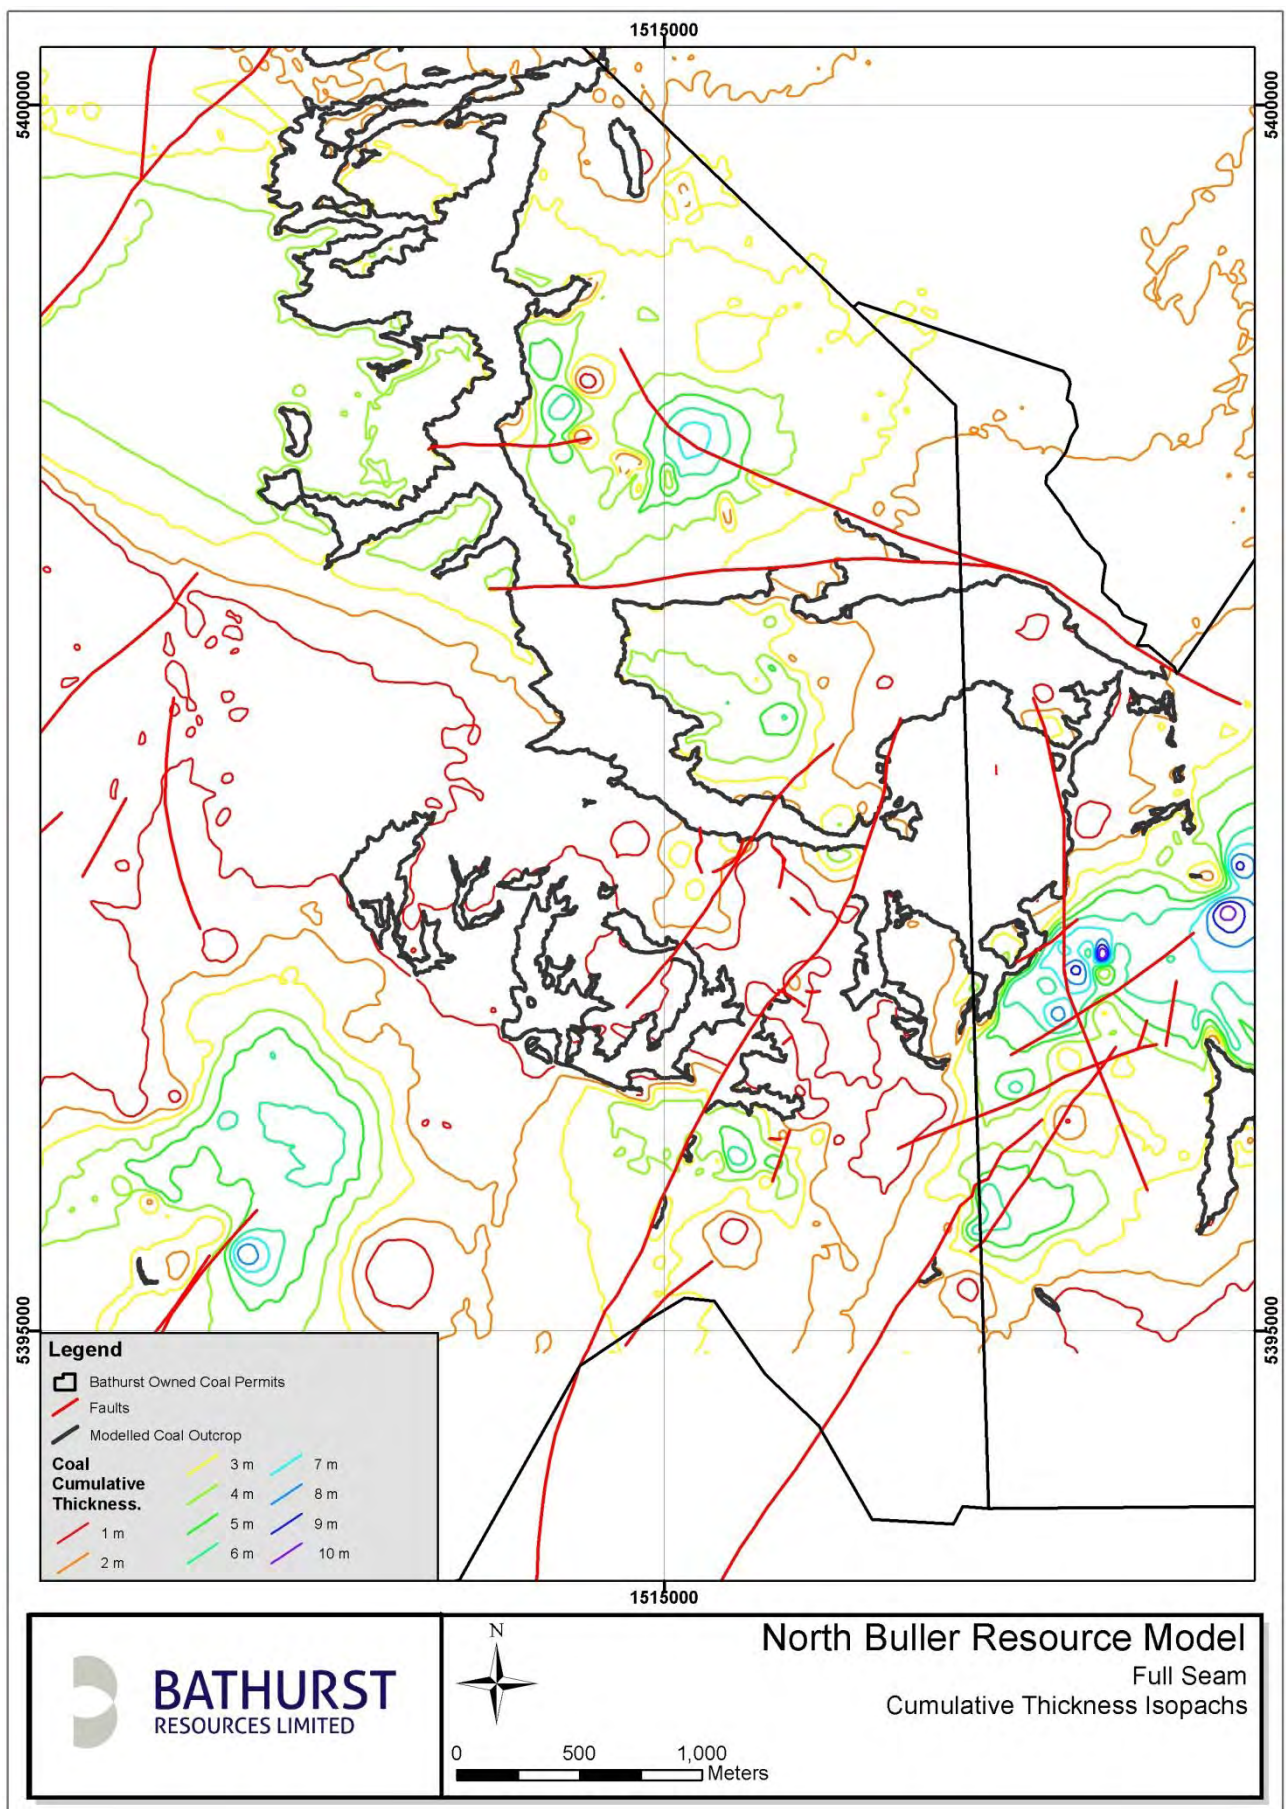 1515000
5400000
5400000
5395000
5395000
Legend
Bathurst Owned Coal Permits
Faults
Modelled Coal Outcrop
Coal
Cumulative
Thickness.
1 m
2 m
3 m
4 m
5 m
6 m
7 m
8 m
9 m
10 m
1515000
BATHURST
RESOURCES LIMITED
N
0 500 1,000
Meters
North Buller Resource Model
Full Seam
Cumulative Thickness Isopachs